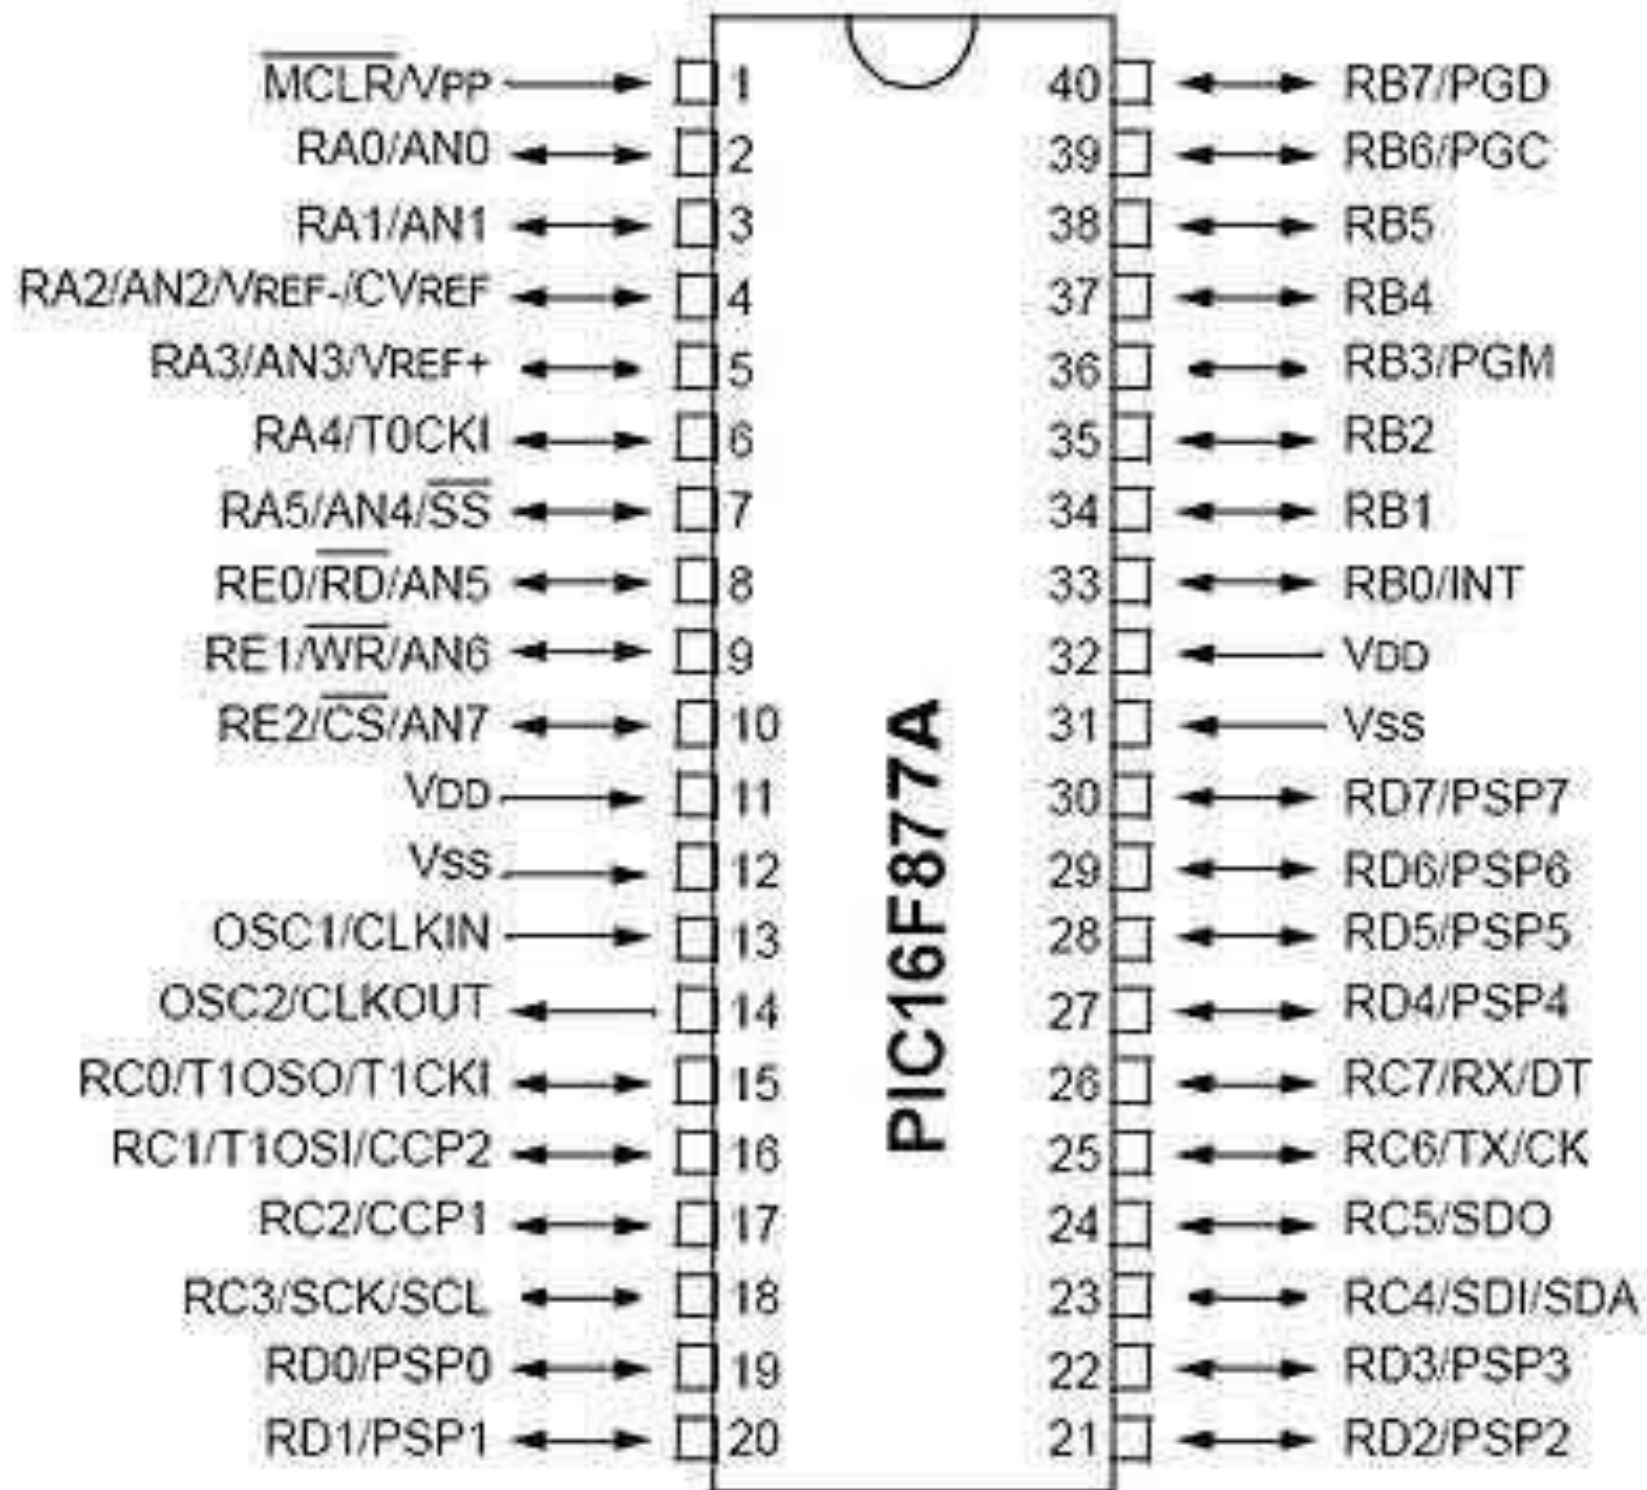 MCLR/VPP 1 40 RB7/PGD
RA0/AN0 2 39 RB6/PGC
RA1/AN1 3 38 RB5
RA2/AN2/VREF-/CVREF 4 37 RB4
RA3/AN3/VREF+ 5 36 RB3/PGM
RA4/T0CKI 6 35 RB2
RA5/AN4/SS 7 34 RB1
RE0/RD/AN5 8 33 RB0/INT
RE1/WR/AN6 9 32 VDD
RE2/CS/AN7 10 31 VSS
VDD 11 30 RD7/PSP7
VSS 12 29 RD6/PSP6
OSC1/CLKIN 13 28 RD5/PSP5
OSC2/CLKOUT 14 27 RD4/PSP4
RC0/T1OSO/T1CKI 15 26 RC7/RX/DT
RC1/T1OSI/CCP2 16 25 RC6/TX/CK
RC2/CCP1 17 24 RC5/SDO
RC3/SCK/SCL 18 23 RC4/SDI/SDA
RD0/PSP0 19 22 RD3/PSP3
RD1/PSP1 20 21 RD2/PSP2
PIC16F877A